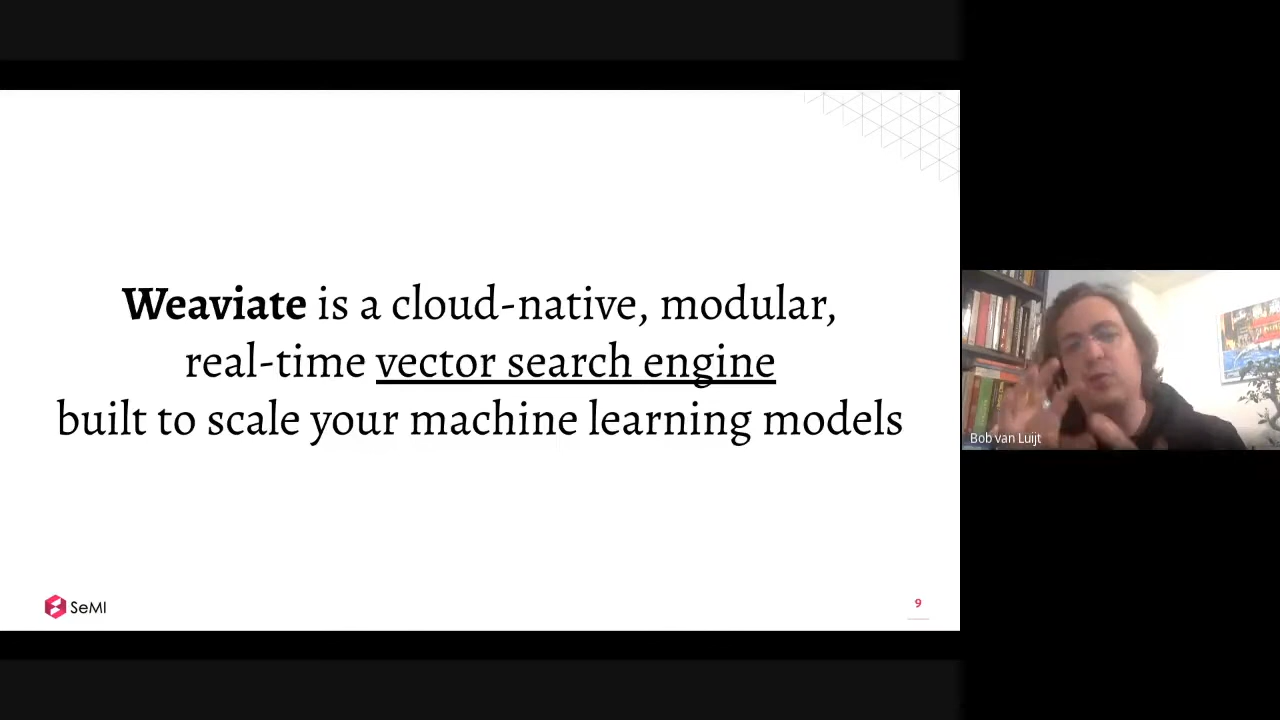 Weaviate is a cloud-native, modular,
real-time vector search engine
built to scale your machine learning models
SeMI
9
Bob van Luijt